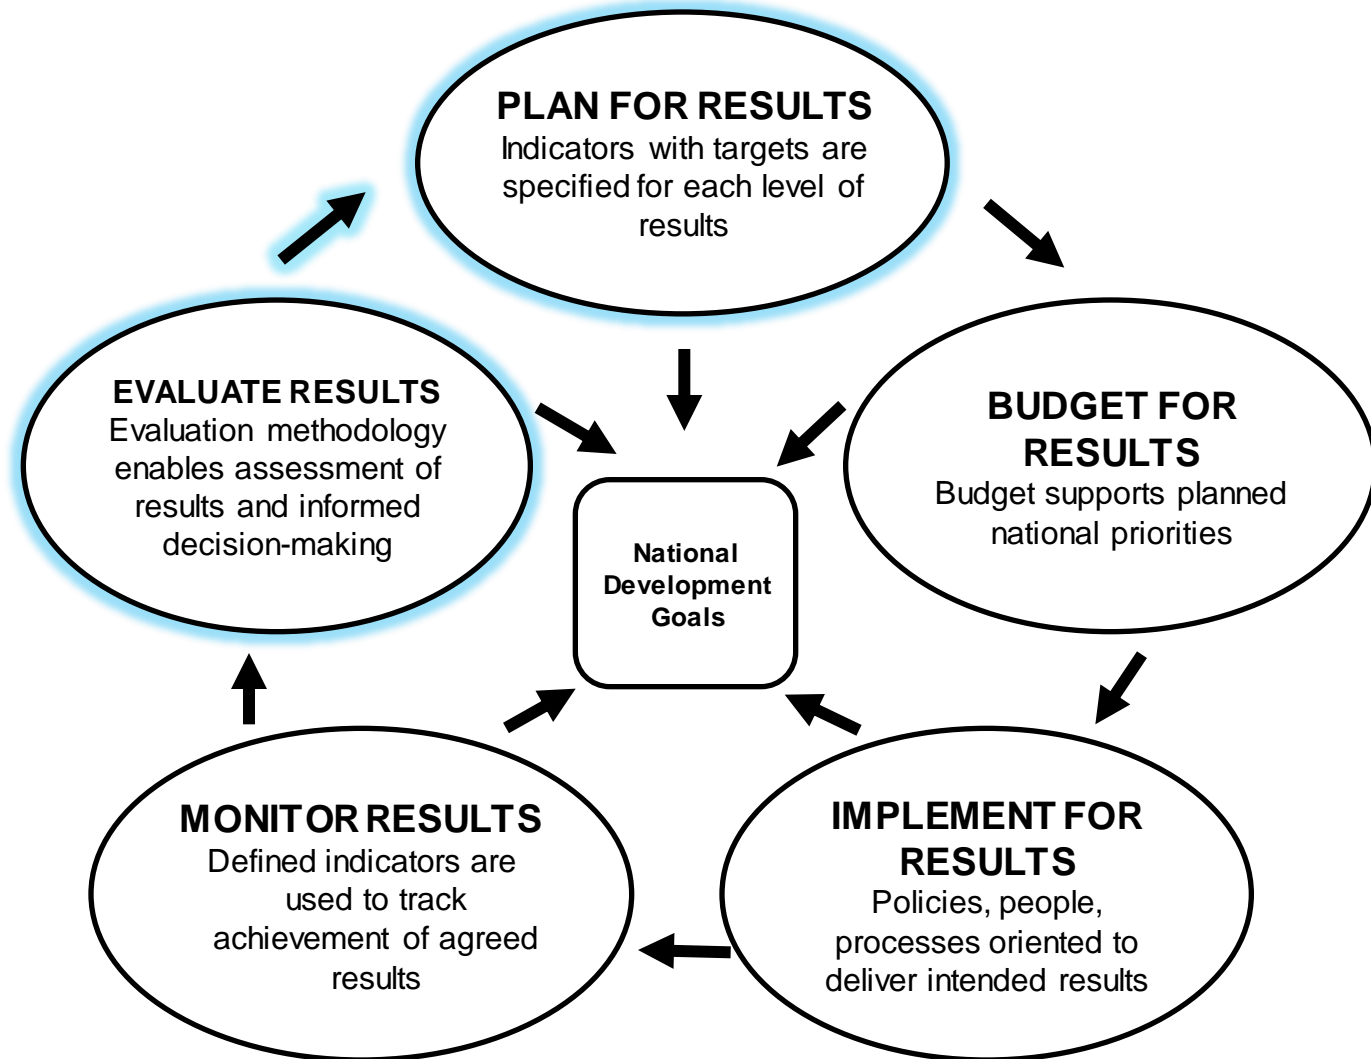 PLAN FOR RESULTS
Indicators with targets are
specified for each level of
results
EVALUATE RESULTS
Evaluation methodology
enables assessment of
results and informed
decision-making
BUDGET FOR
RESULTS
Budget supports planned
national priorities
National
Development
Goals
MONITOR RESULTS
Defined indicators are
used to track
achievement of agreed
results
IMPLEMENT FOR
RESULTS
Policies, people,
processes oriented to
deliver intended results